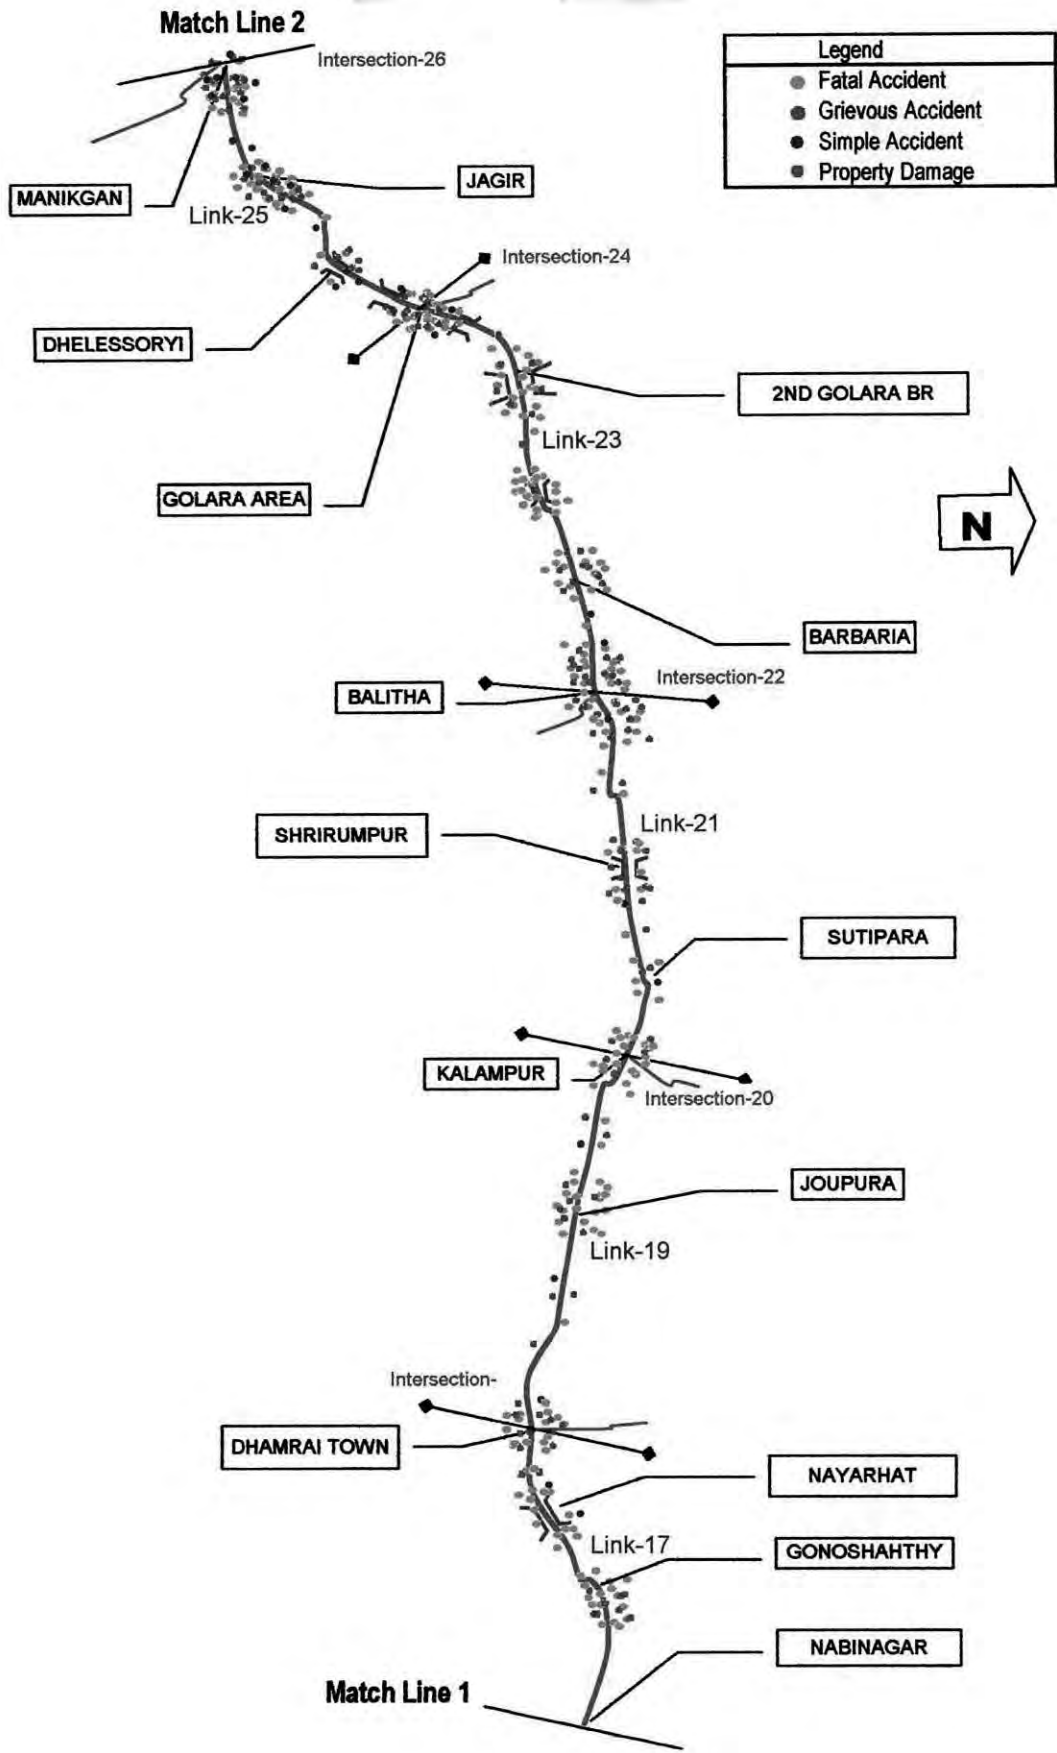 Match Line 2
Intersection-26
Legend
Fatal Accident
Grievous Accident
Simple Accident
Property Damage
MANIKGAN
JAGIR
Link-25
Intersection-24
DHELESSORYI
2ND GOLARA BR
Link-23
GOLARA AREA
N
BARBARIA
Intersection-22
BALITHA
Link-21
SHRIRUMPUR
SUTIPARA
KALAMPUR
Intersection-20
JOUPURA
Link-19
Intersection-
DHAMRAI TOWN
NAYARHAT
Link-17
GONOSHAHTHY
NABINAGAR
Match Line 1